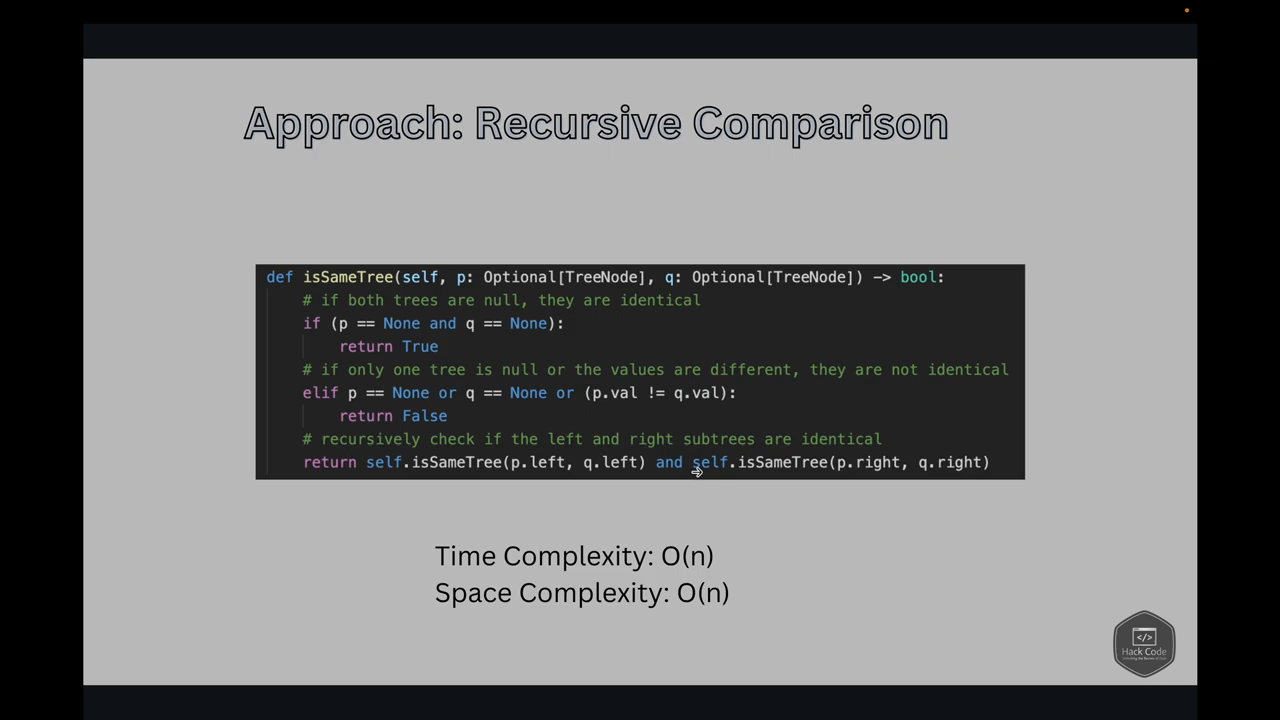 Approach: Recursive Comparison
def isSameTree(self, p: Optional[TreeNode], q: Optional[TreeNode]) -> bool:
# if both trees are null, they are identical
if (p == None and q == None):
return True
# if only one tree is null or the values are different, they are not identical
elif p == None or q == None or (p.val != q.val):
return False
# recursively check if the left and right subtrees are identical
return self.isSameTree(p.left, q.left) and self.isSameTree(p.right, q.right)
Time Complexity: O(n)
Space Complexity: O(n)
</>
Hack Code